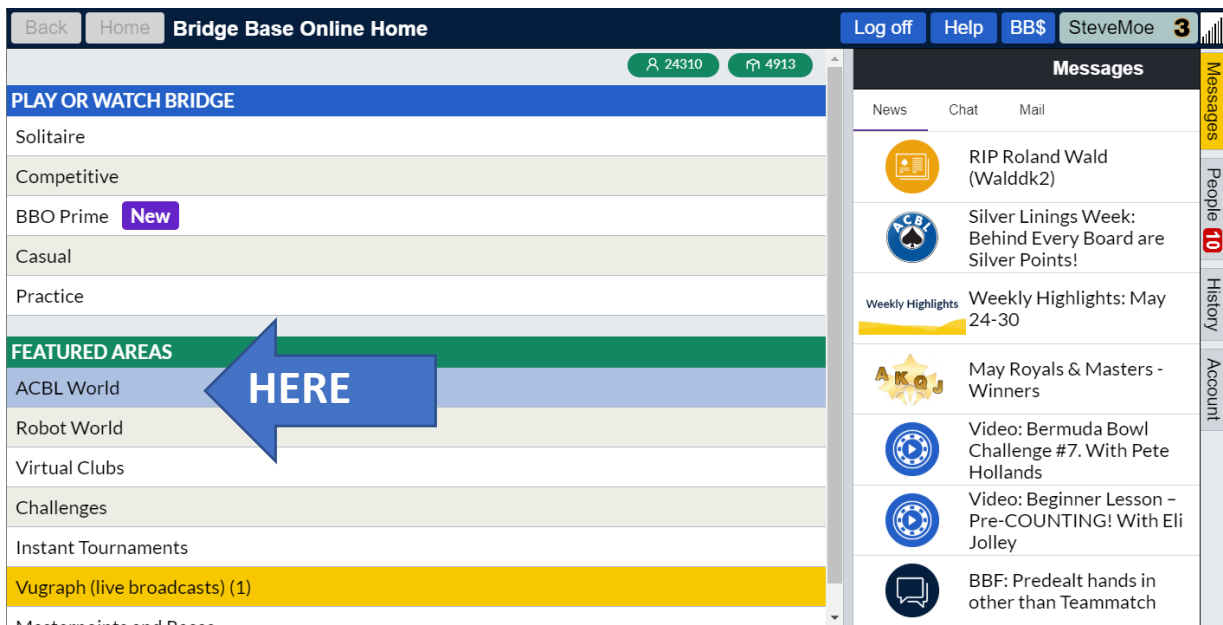 Back Home Bridge Base Online Home Log off Help BB$ SteveMoe 3
24310 4913
PLAY OR WATCH BRIDGE
Solitaire
Competitive
BBO Prime New
Casual
Practice
FEATURED AREAS
ACBL World
HERE
Robot World
Virtual Clubs
Challenges
Instant Tournaments
Vugraph (live broadcasts) (1)
Messages
News Chat Mail
RIP Roland Wald
(Walddk2)
ACBL
Silver Linings Week:
Behind Every Board are
Silver Points!
Weekly Highlights
Weekly Highlights: May
24-30
A K Q J
May Royals & Masters -
Winners
Video: Bermuda Bowl
Challenge #7. With Pete
Hollands
Video: Beginner Lesson –
Pre-COUNTING! With Eli
Jolley
BBF: Predealt hands in
other than Teammatch
Messages
People 10
History
Account